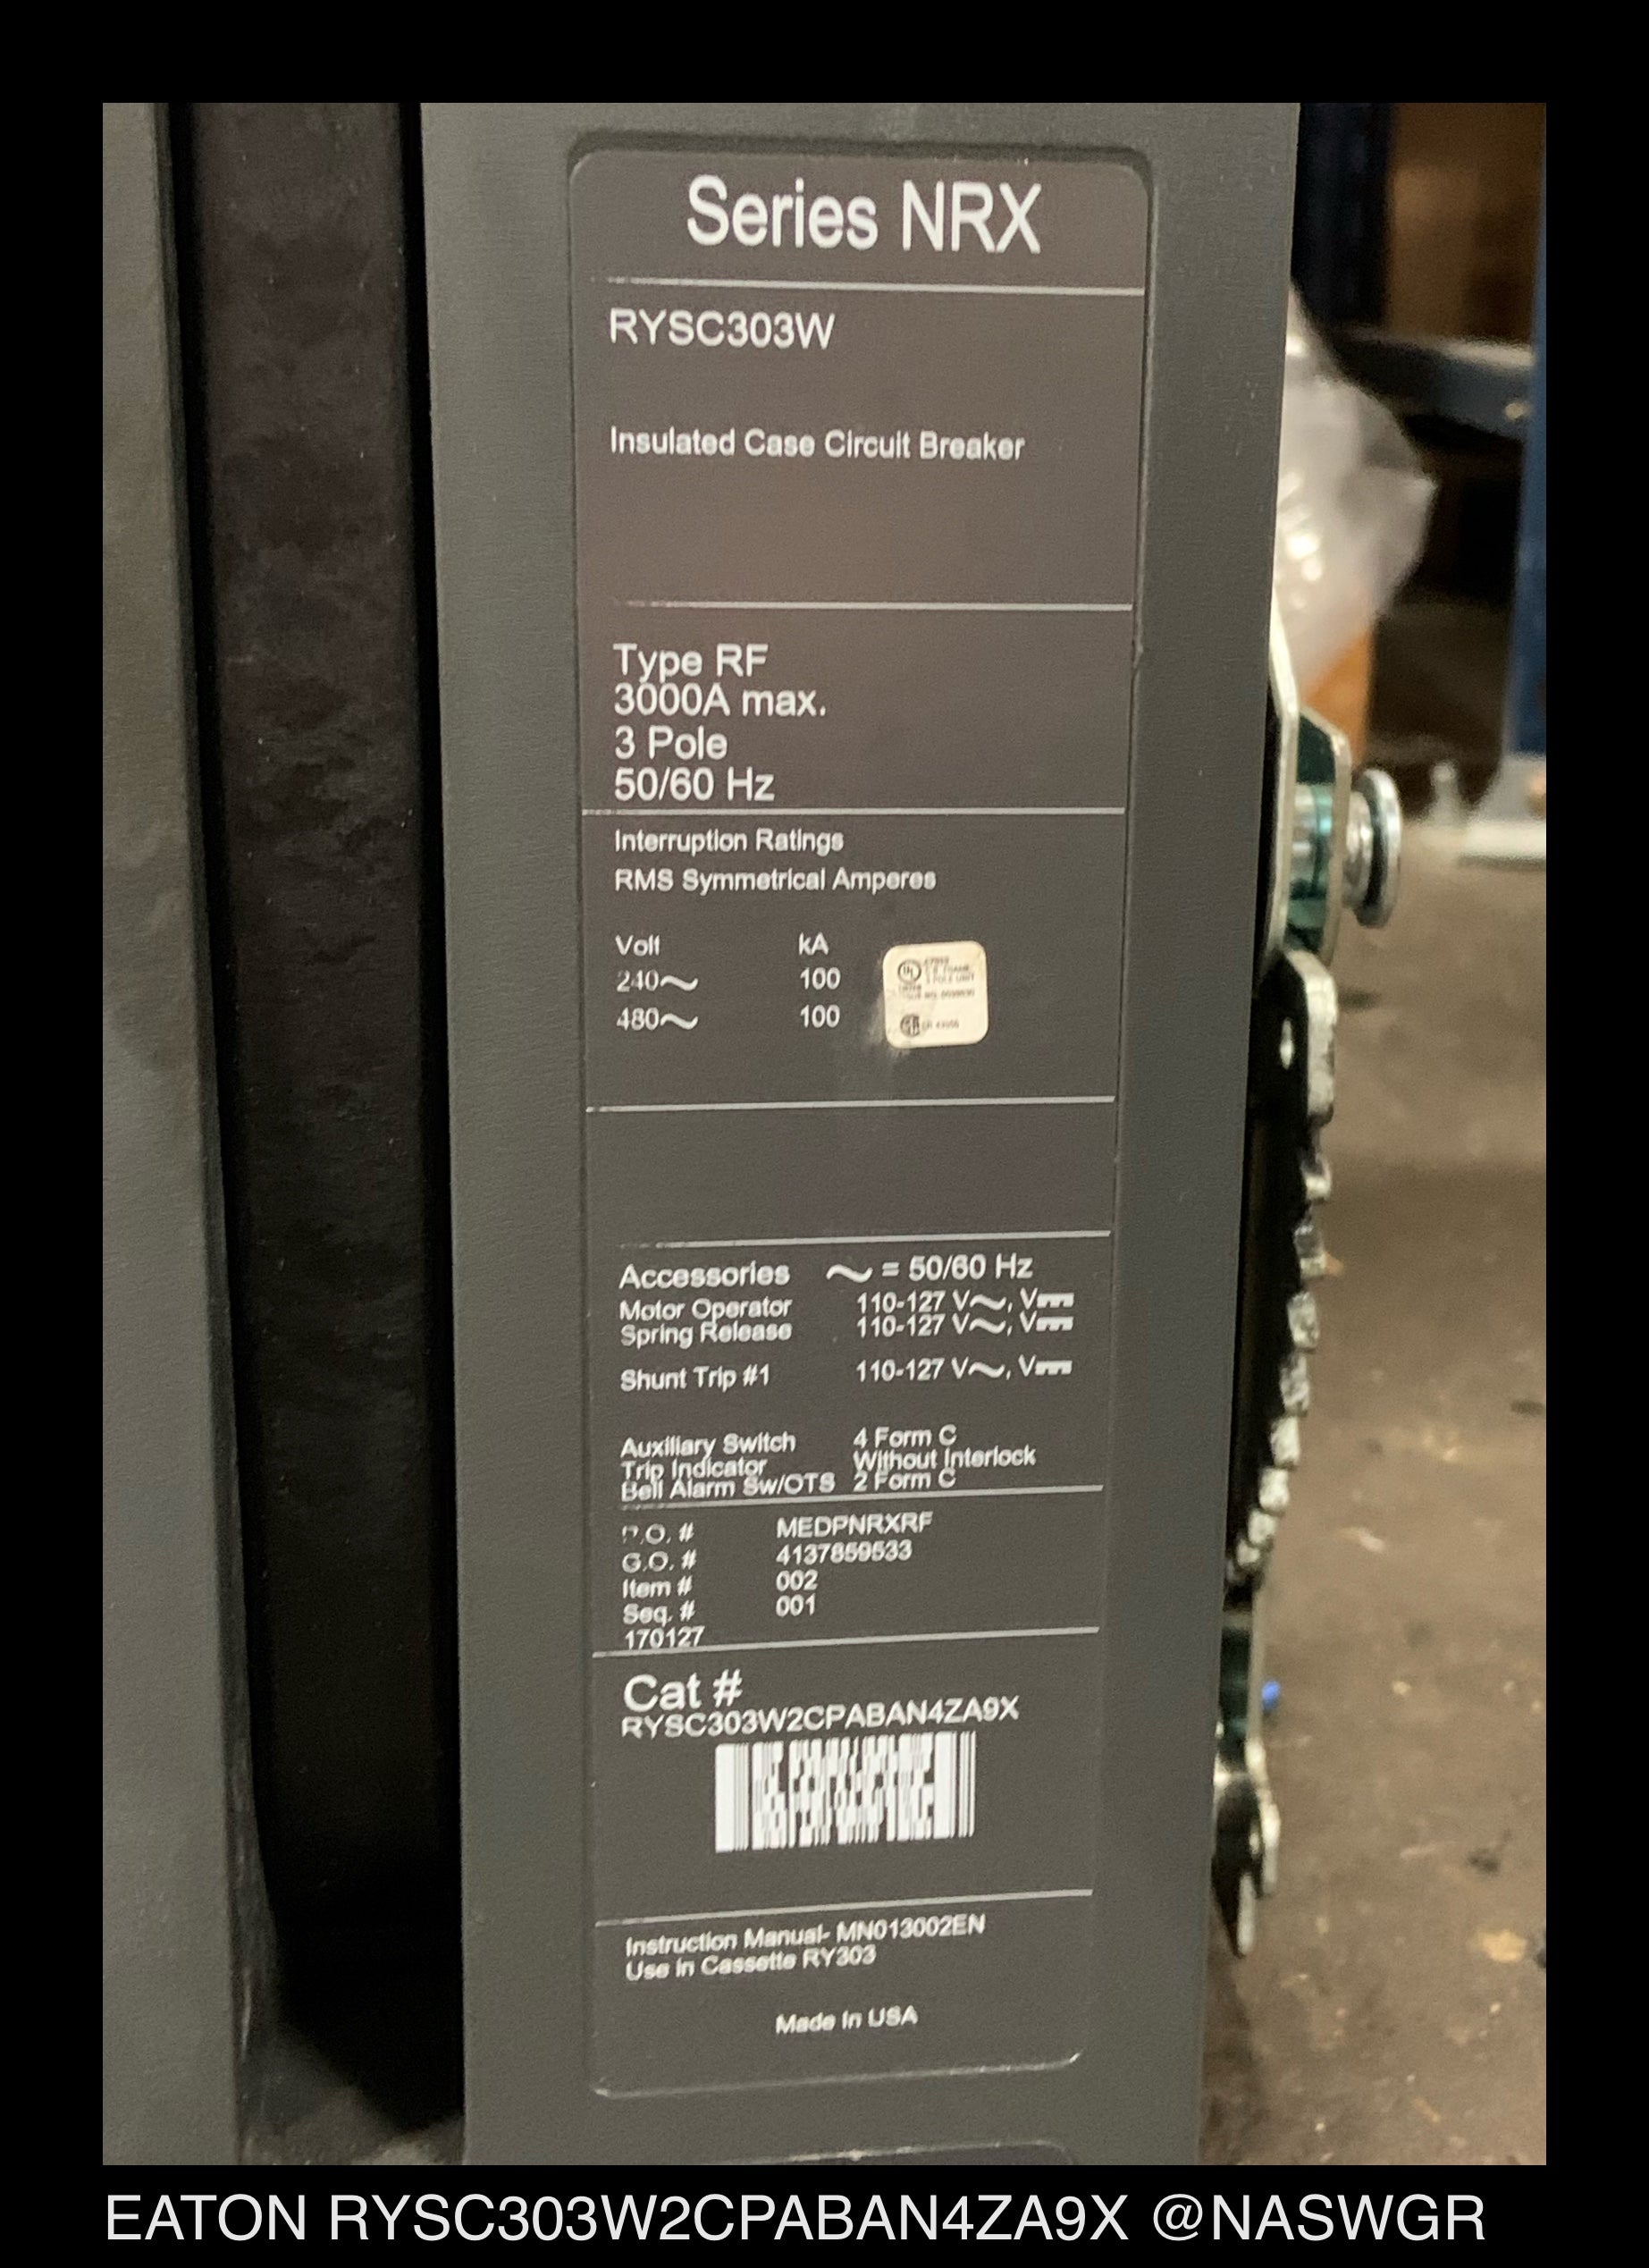 Series NRX
RYSC303W
Insulated Case Circuit Breaker
Type RF
3000A max.
3 Pole
50/60 Hz
Interruption Ratings
RMS Symmetrical Amperes
Volt kA
240~ 100
480~ 100
UL
Accessories ~ = 50/60 Hz
Motor Operator 110-127 V~, V⎓
Spring Release 110-127 V~, V⎓
Shunt Trip #1 110-127 V~, V⎓
Auxiliary Switch 4 Form C
Trip Indicator Without Interlock
Bell Alarm Sw/OTS 2 Form C
P.O. # MEDPNRXRF
G.O. # 4137859533
Item # 002
Seq. # 001
170127
Cat #
RYSC303W2CPABAN4ZA9X
Instruction Manual- MN013002EN
Use in Cassette RY303
Made In USA
EATON RYSC303W2CPABAN4ZA9X @NASWGR